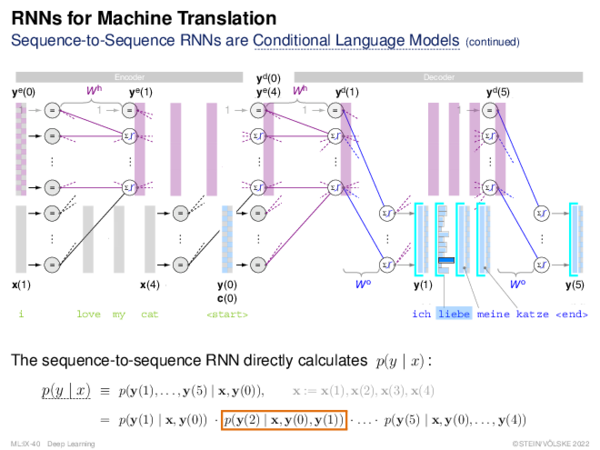 RNNs for Machine Translation
Sequence-to-Sequence RNNs are Conditional Language Models (continued)
Encoder Decoder
yᵈ(0)
yᵉ(0) Wʰ yᵉ(1) yᵉ(4) Wʰ yᵈ(1) yᵈ(5)
1 1 1 1
= = = = =
= Σ,∫ = Σ,∫ Σ,∫
= Σ,∫ = Σ,∫ Σ,∫
= = = Σ,∫ Σ,∫
= = = Σ,∫ Σ,∫
Wᵒ Wᵒ
x(1) x(4) y(0) y(1) y(5)
c(0)
i love my cat <start> ich liebe meine katze <end>
The sequence-to-sequence RNN directly calculates p(y | x) :
p(y | x) ≡ p(y(1), . . . , y(5) | x, y(0)), x := x(1), x(2), x(3), x(4)
= p(y(1) | x, y(0)) · p(y(2) | x, y(0), y(1)) · . . . · p(y(5) | x, y(0), . . . , y(4))
ML:IX-40 Deep Learning ©STEIN/VÖLSKE 2022